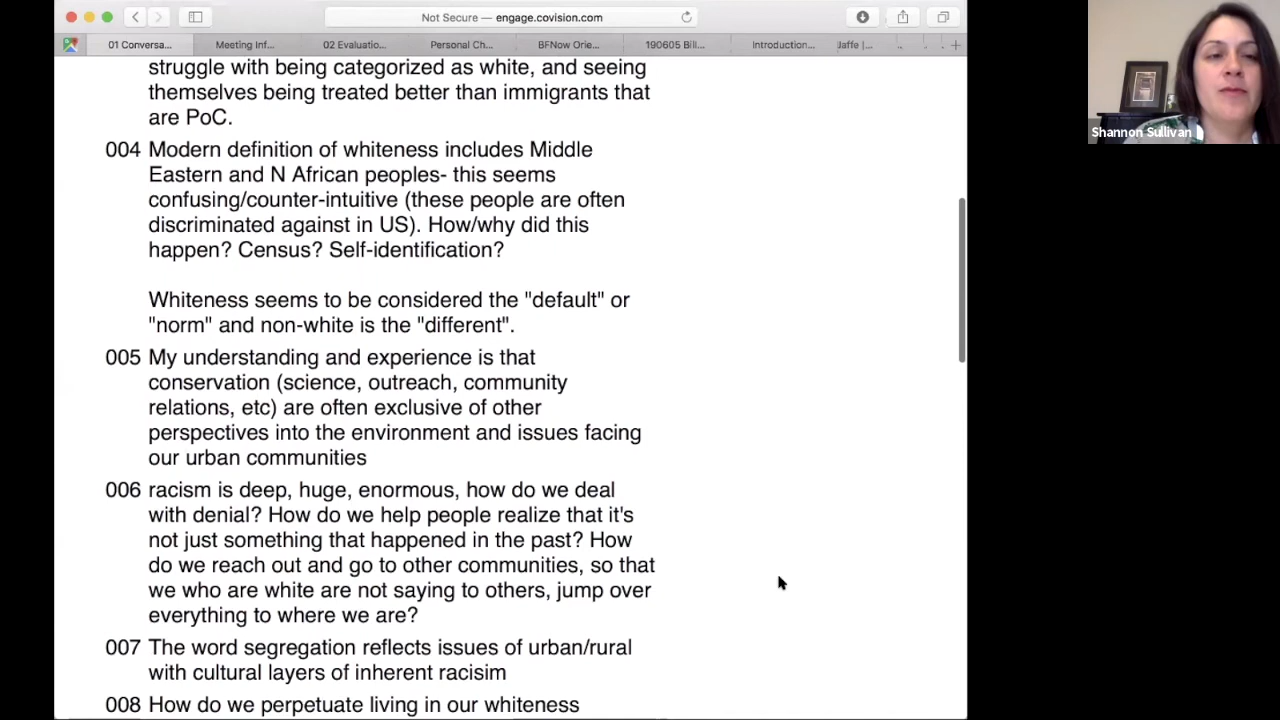 Not Secure — engage.covision.com
01 Conversa...
Meeting Inf...
02 Evaluatio...
Personal Ch...
BFNow Orie...
190605 Bili...
Introduction...
Jaffe |...
struggle with being categorized as white, and seeing
themselves being treated better than immigrants that
are PoC.
004 Modern definition of whiteness includes Middle
Eastern and N African peoples- this seems
confusing/counter-intuitive (these people are often
discriminated against in US). How/why did this
happen? Census? Self-identification?
Whiteness seems to be considered the "default" or
"norm" and non-white is the "different".
005 My understanding and experience is that
conservation (science, outreach, community
relations, etc) are often exclusive of other
perspectives into the environment and issues facing
our urban communities
006 racism is deep, huge, enormous, how do we deal
with denial? How do we help people realize that it's
not just something that happened in the past? How
do we reach out and go to other communities, so that
we who are white are not saying to others, jump over
everything to where we are?
007 The word segregation reflects issues of urban/rural
with cultural layers of inherent racisim
008 How do we perpetuate living in our whiteness
Shannon Sullivan